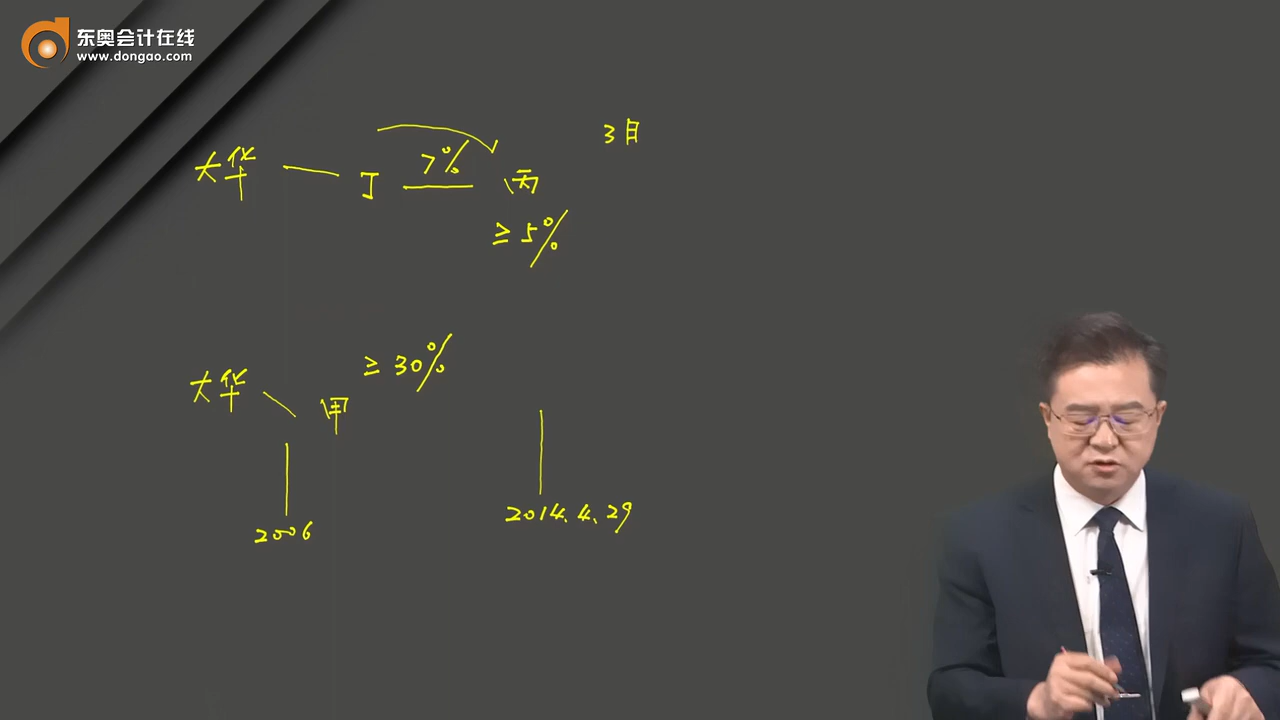 东奥会计在线
www.dongao.com
3月
大华 — 丁 7% 丙
≥5%
≥30%
大华 甲
2006
2014.4.29